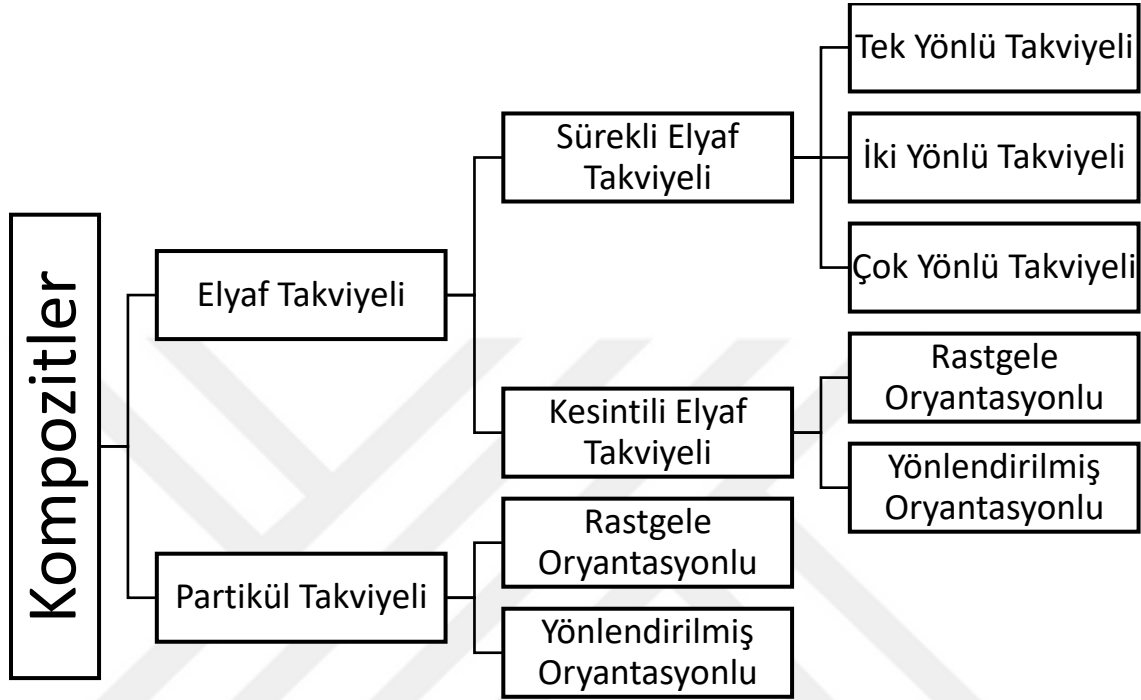 Kompozitler
Elyaf Takviyeli
Sürekli Elyaf
Takviyeli
Tek Yönlü Takviyeli
İki Yönlü Takviyeli
Çok Yönlü Takviyeli
Kesintili Elyaf
Takviyeli
Rastgele
Oryantasyonlu
Yönlendirilmiş
Oryantasyonlu
Partikül Takviyeli
Rastgele
Oryantasyonlu
Yönlendirilmiş
Oryantasyonlu